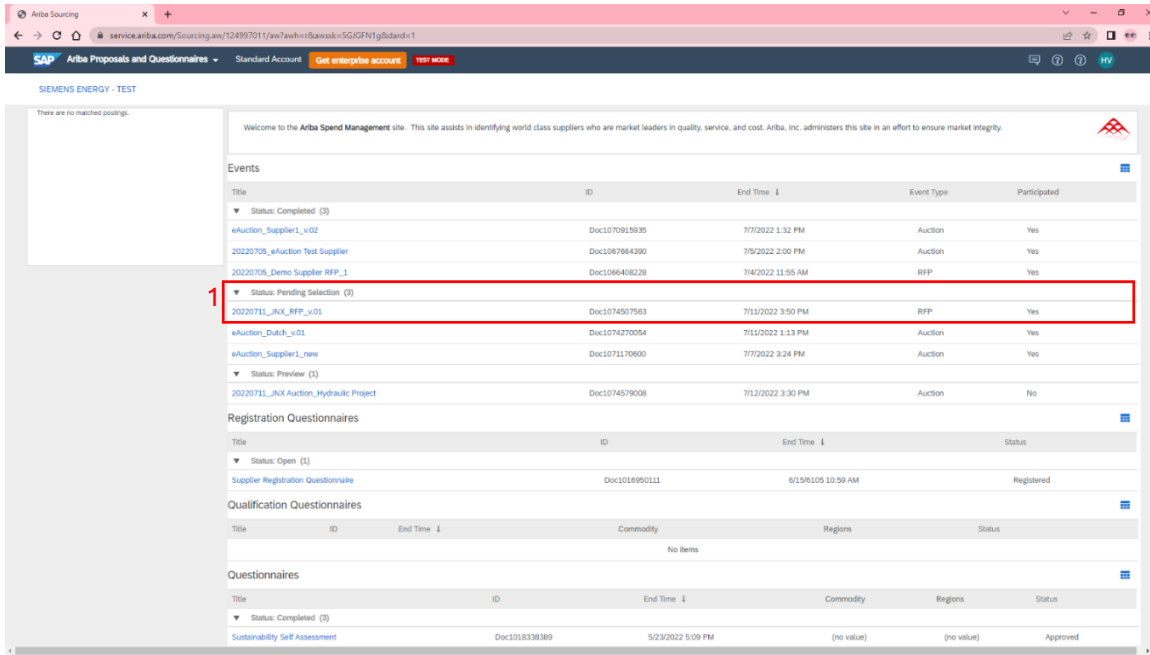 Ariba Sourcing
service.ariba.com/Sourcing.aw/124997011/aw?awh=r&awssk=5GJGFN1g&dard=1
SAP Ariba Proposals and Questionnaires Standard Account Get enterprise account TEST MODE HV
SIEMENS ENERGY - TEST
There are no matched postings.
Welcome to the Ariba Spend Management site. This site assists in identifying world class suppliers who are market leaders in quality, service, and cost. Ariba, Inc. administers this site in an effort to ensure market integrity.
Events
Title ID End Time ↓ Event Type Participated
▼ Status: Completed (3)
eAuction_Supplier1_v.02 Doc1070915935 7/7/2022 1:32 PM Auction Yes
20220705_eAuction Test Supplier Doc1067664390 7/5/2022 2:00 PM Auction Yes
20220705_Demo Supplier RFP_1 Doc1066408228 7/4/2022 11:55 AM RFP Yes
1 ▼ Status: Pending Selection (3)
20220711_JNX_RFP_v.01 Doc1074507563 7/11/2022 3:50 PM RFP Yes
eAuction_Dutch_v.01 Doc1074270054 7/11/2022 1:13 PM Auction Yes
eAuction_Supplier1_new Doc1071170600 7/7/2022 3:24 PM Auction Yes
▼ Status: Preview (1)
20220711_JNX Auction_Hydraulic Project Doc1074579008 7/12/2022 3:30 PM Auction No
Registration Questionnaires
Title ID End Time ↓ Status
▼ Status: Open (1)
Supplier Registration Questionnaire Doc1016950111 6/15/6105 10:59 AM Registered
Qualification Questionnaires
Title ID End Time ↓ Commodity Regions Status
No items
Questionnaires
Title ID End Time ↓ Commodity Regions Status
▼ Status: Completed (3)
Sustainability Self Assessment Doc1018338389 5/23/2022 5:09 PM (no value) (no value) Approved